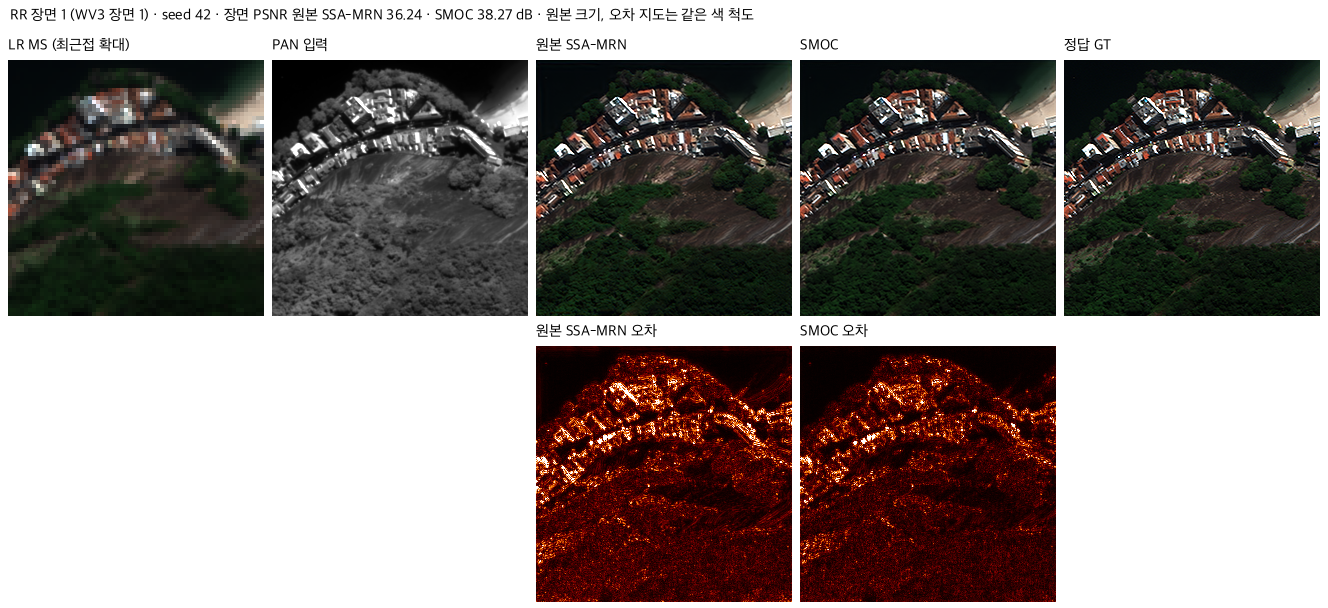 RR 장면 1 (WV3 장면 1) · seed 42 · 장면 PSNR 원본 SSA-MRN 36.24 · SMOC 38.27 dB · 원본 크기, 오차 지도는 같은 색 척도
LR MS (최근접 확대)
PAN 입력
원본 SSA-MRN
SMOC
정답 GT
원본 SSA-MRN 오차
SMOC 오차